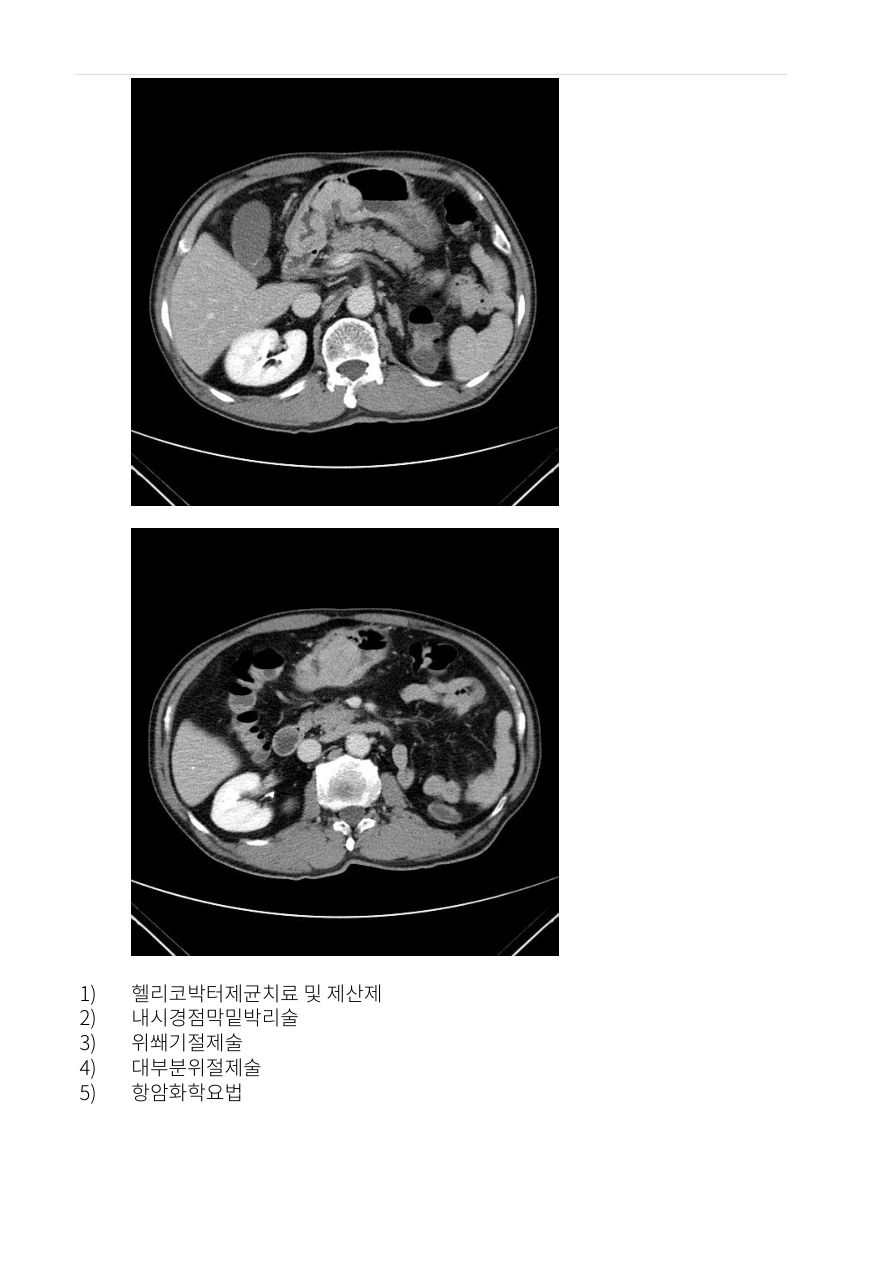 1) 헬리코박터제균치료 및 제산제
2) 내시경점막밑박리술
3) 위쐐기절제술
4) 대부분위절제술
5) 항암화학요법